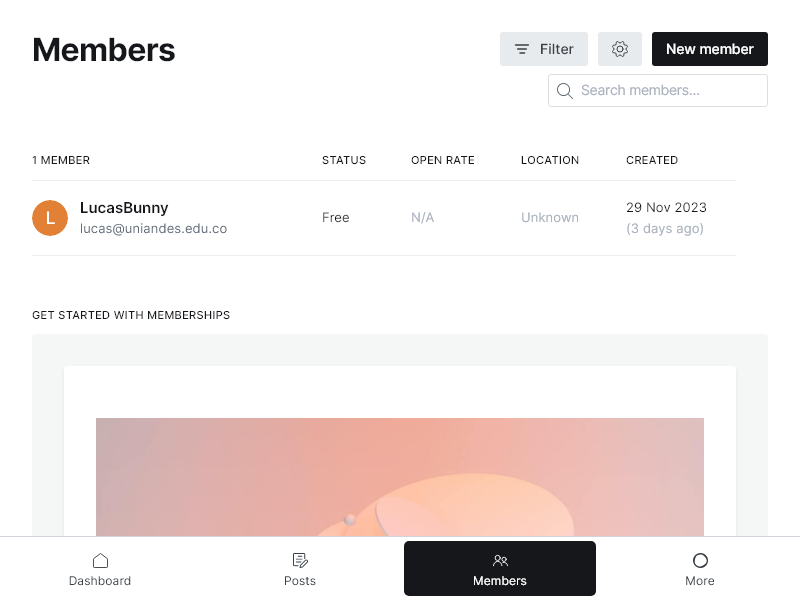 Members
Filter
New member
Search members...
1 MEMBER STATUS OPEN RATE LOCATION CREATED
L
LucasBunny
lucas@uniandes.edu.co
Free
N/A
Unknown
29 Nov 2023
(3 days ago)
GET STARTED WITH MEMBERSHIPS
Dashboard
Posts
Members
More